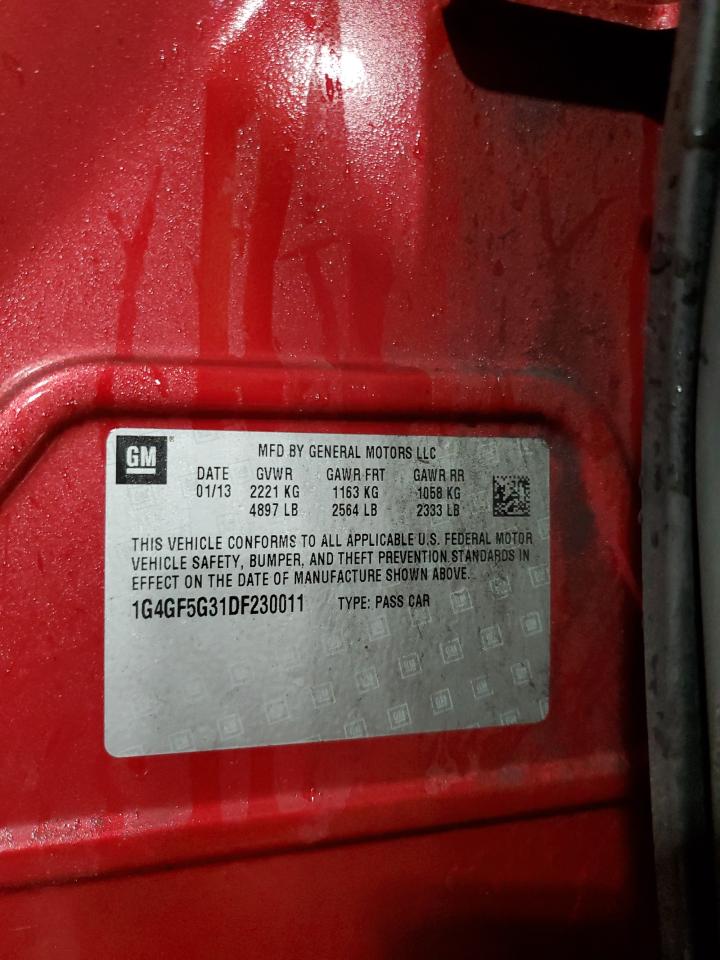 GM
MFD BY GENERAL MOTORS LLC
DATE GVWR GAWR FRT GAWR RR
01/13 2221 KG 1163 KG 1058 KG
4897 LB 2564 LB 2333 LB
THIS VEHICLE CONFORMS TO ALL APPLICABLE U.S. FEDERAL MOTOR
VEHICLE SAFETY, BUMPER, AND THEFT PREVENTION STANDARDS IN
EFFECT ON THE DATE OF MANUFACTURE SHOWN ABOVE.
1G4GF5G31DF230011 TYPE: PASS CAR